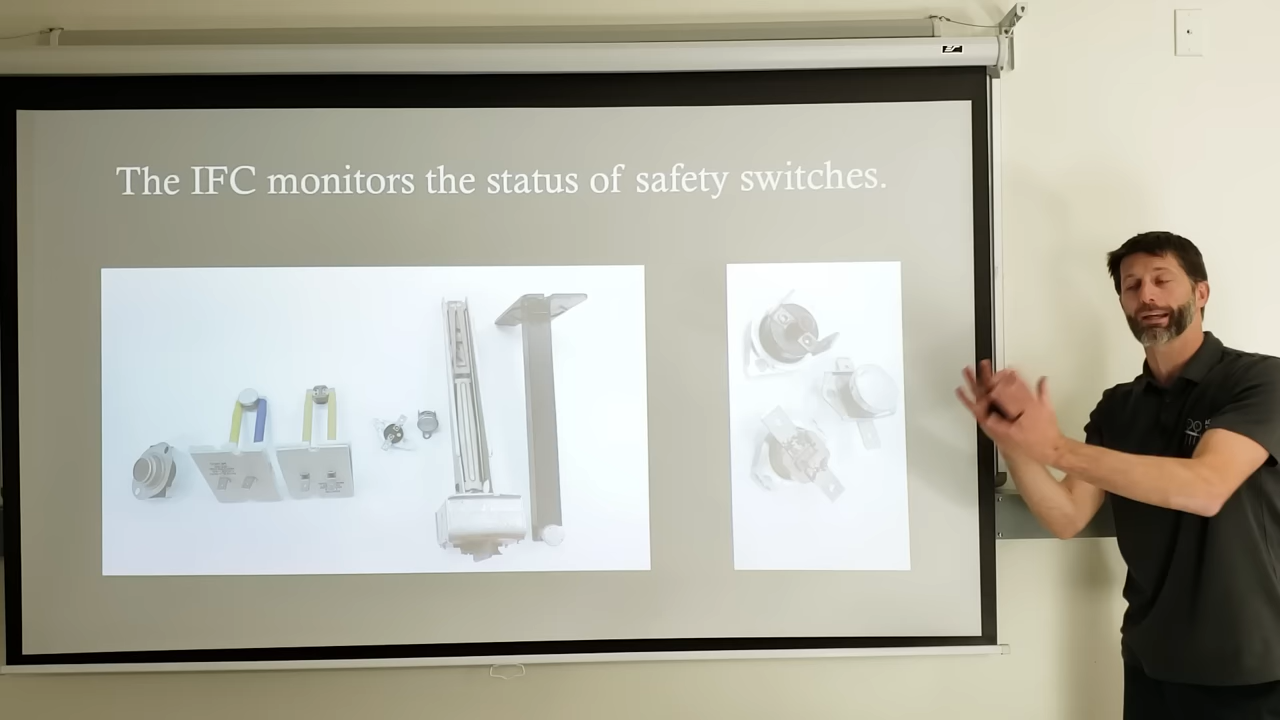 The IFC monitors the status of safety switches.